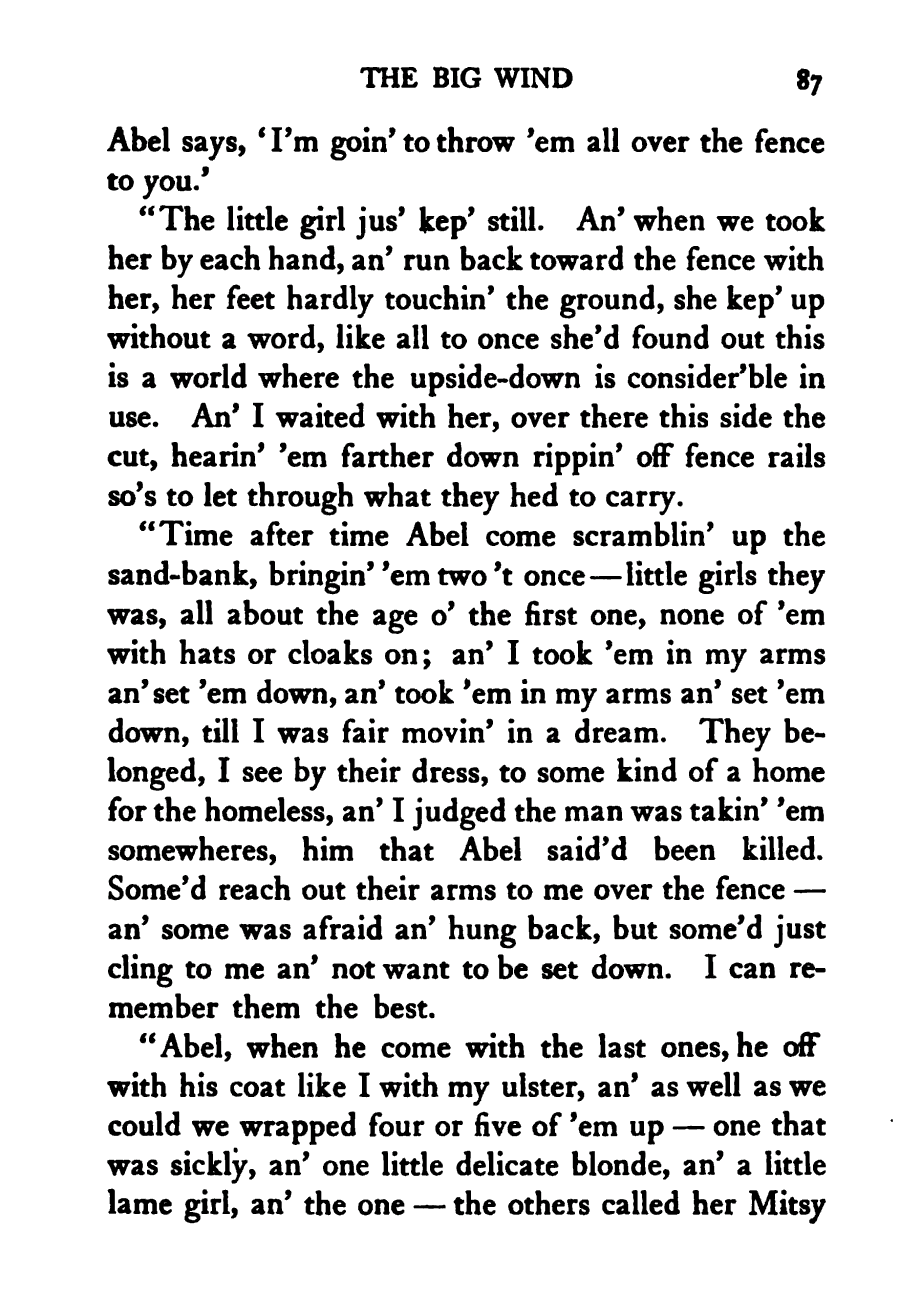 THE BIG WIND 87
Abel says, ‘I’m goin’ to throw ’em all over the fence
to you.’
“The little girl jus’ kep’ still. An’ when we took
her by each hand, an’ run back toward the fence with
her, her feet hardly touchin’ the ground, she kep’ up
without a word, like all to once she’d found out this
is a world where the upside-down is consider’ble in
use. An’ I waited with her, over there this side the
cut, hearin’ ’em farther down rippin’ off fence rails
so’s to let through what they hed to carry.
“Time after time Abel come scramblin’ up the
sand-bank, bringin’ ’em two ’t once—little girls they
was, all about the age o’ the first one, none of ’em
with hats or cloaks on; an’ I took ’em in my arms
an’ set ’em down, an’ took ’em in my arms an’ set ’em
down, till I was fair movin’ in a dream. They be-
longed, I see by their dress, to some kind of a home
for the homeless, an’ I judged the man was takin’ ’em
somewheres, him that Abel said’d been killed.
Some’d reach out their arms to me over the fence —
an’ some was afraid an’ hung back, but some’d just
cling to me an’ not want to be set down. I can re-
member them the best.
“Abel, when he come with the last ones, he off
with his coat like I with my ulster, an’ as well as we
could we wrapped four or five of ’em up — one that
was sickly, an’ one little delicate blonde, an’ a little
lame girl, an’ the one — the others called her Mitsy